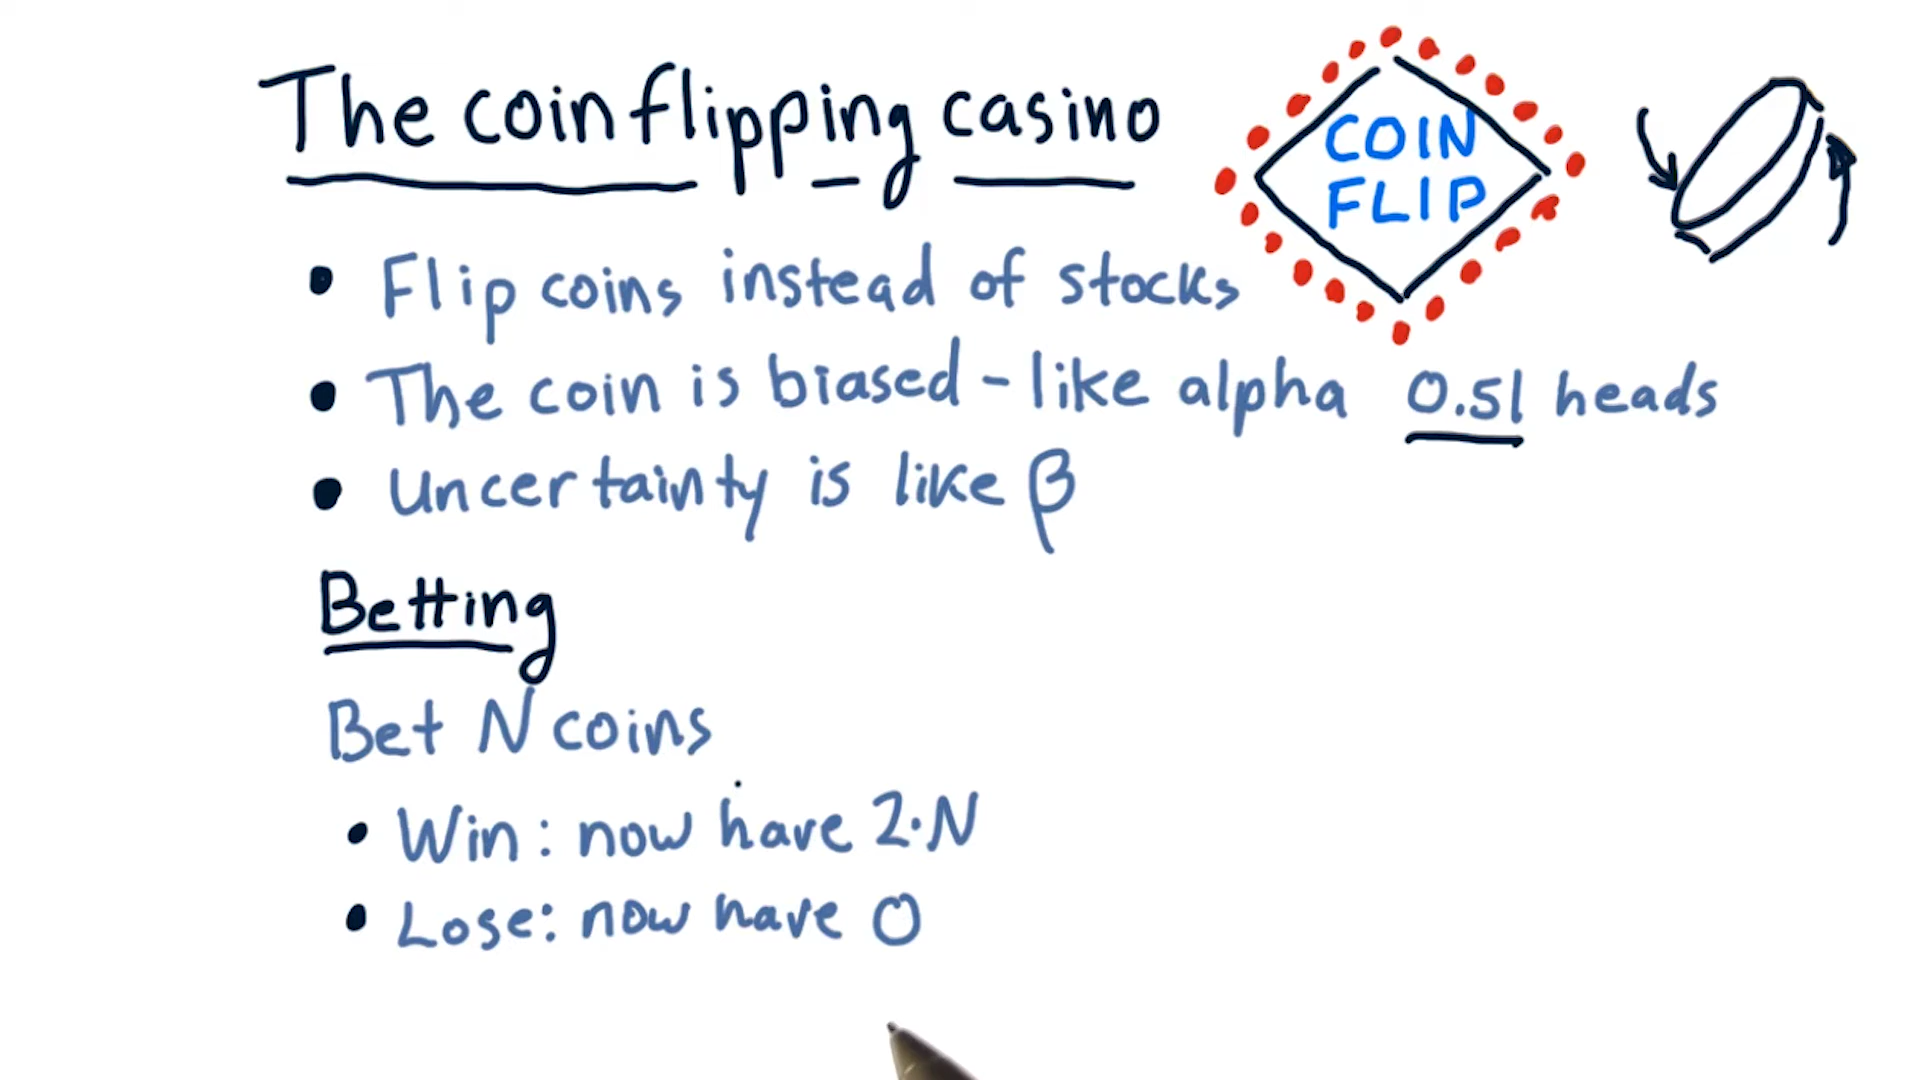 The coin flipping casino
COIN
FLIP
• Flip coins instead of stocks
• The coin is biased - like alpha 0.51 heads
• Uncertainty is like β
Betting
Bet N coins
• Win: now have 2·N
• Lose: now have 0